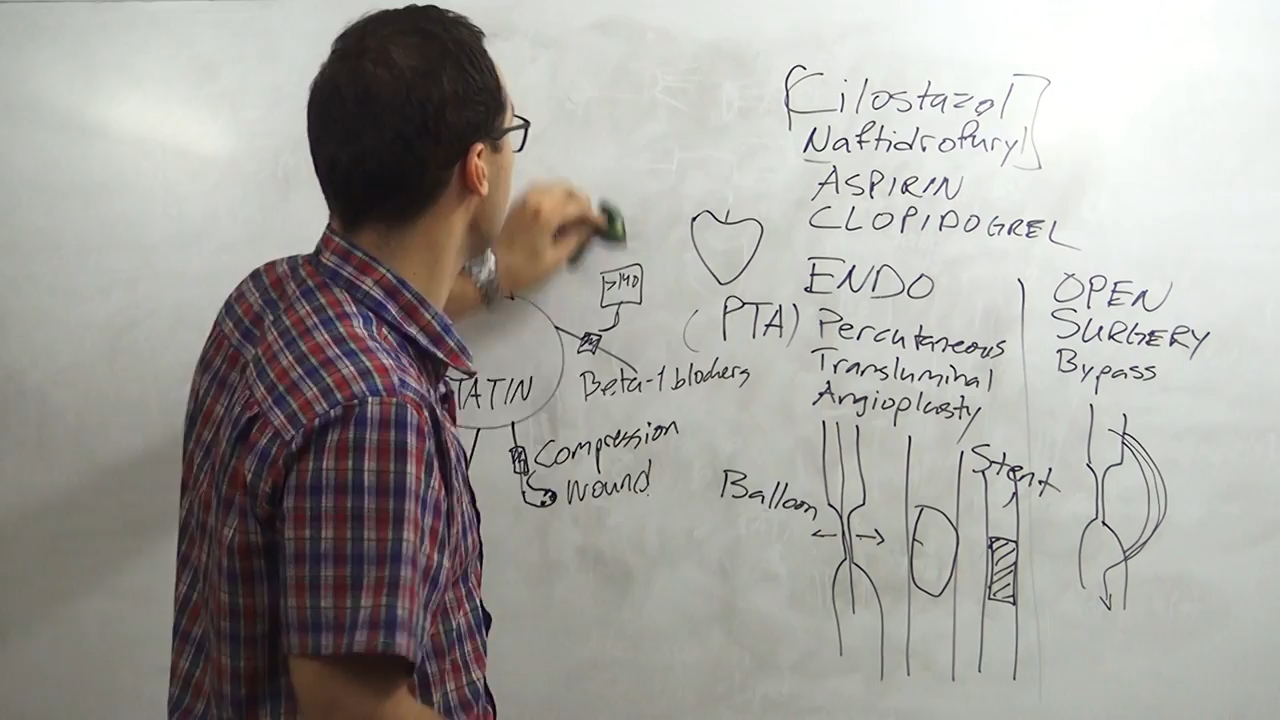 Cilostazol
Naftidrofuryl
ASPIRIN
CLOPIDOGREL
>140
Beta-1 blockers
TATIN
Compression
Wound
ENDO
(PTA) Percutaneous
Transluminal
Angioplasty
Balloon
Stent
OPEN
SURGERY
Bypass